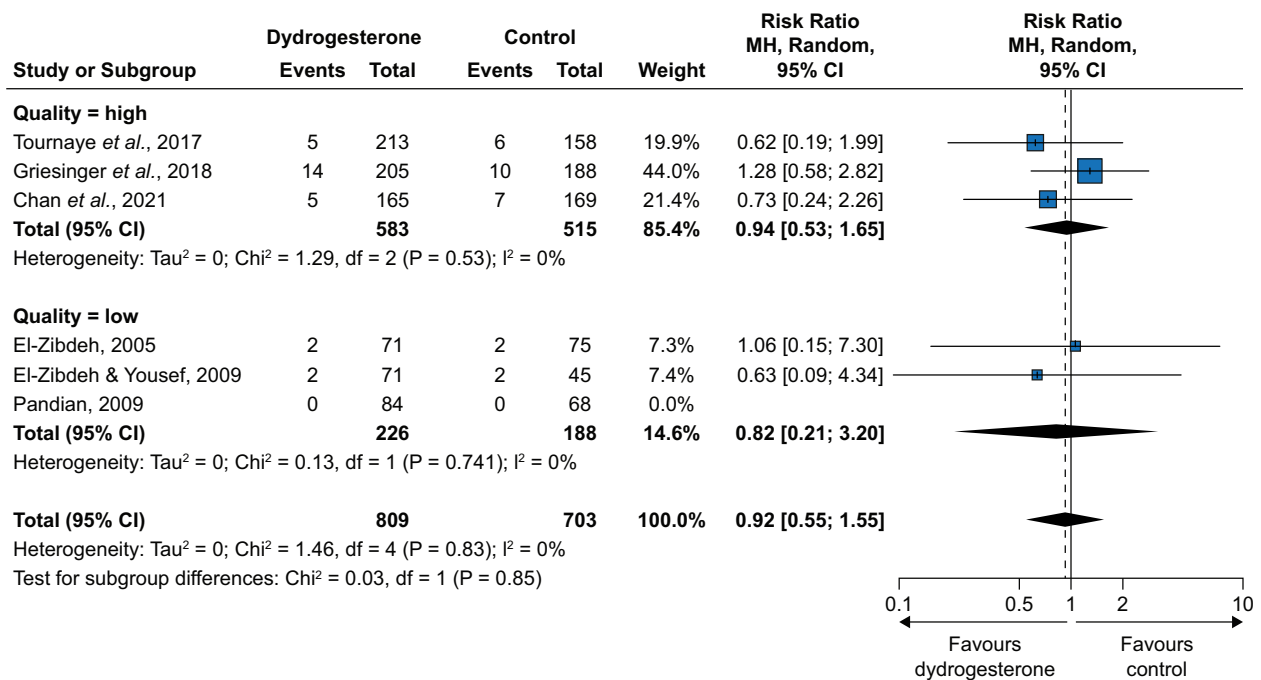 Dydrogesterone Control Risk Ratio MH, Random, 95% CI Risk Ratio MH, Random, 95% CI
Study or Subgroup Events Total Events Total Weight
Quality = high
Tournaye et al., 2017 5 213 6 158 19.9% 0.62 [0.19; 1.99]
Griesinger et al., 2018 14 205 10 188 44.0% 1.28 [0.58; 2.82]
Chan et al., 2021 5 165 7 169 21.4% 0.73 [0.24; 2.26]
Total (95% CI) 583 515 85.4% 0.94 [0.53; 1.65]
Heterogeneity: Tau² = 0; Chi² = 1.29, df = 2 (P = 0.53); I² = 0%
Quality = low
El-Zibdeh, 2005 2 71 2 75 7.3% 1.06 [0.15; 7.30]
El-Zibdeh & Yousef, 2009 2 71 2 45 7.4% 0.63 [0.09; 4.34]
Pandian, 2009 0 84 0 68 0.0%
Total (95% CI) 226 188 14.6% 0.82 [0.21; 3.20]
Heterogeneity: Tau² = 0; Chi² = 0.13, df = 1 (P = 0.741); I² = 0%
Total (95% CI) 809 703 100.0% 0.92 [0.55; 1.55]
Heterogeneity: Tau² = 0; Chi² = 1.46, df = 4 (P = 0.83); I² = 0%
Test for subgroup differences: Chi² = 0.03, df = 1 (P = 0.85)
0.1 0.5 1 2 10
Favours Favours
dydrogesterone control